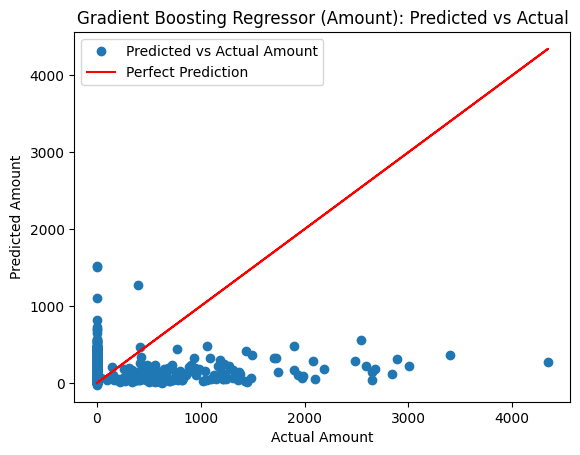 Gradient Boosting Regressor (Amount): Predicted vs Actual
Predicted vs Actual Amount
Perfect Prediction
Predicted Amount
4000
3000
2000
1000
0
0 1000 2000 3000 4000
Actual Amount